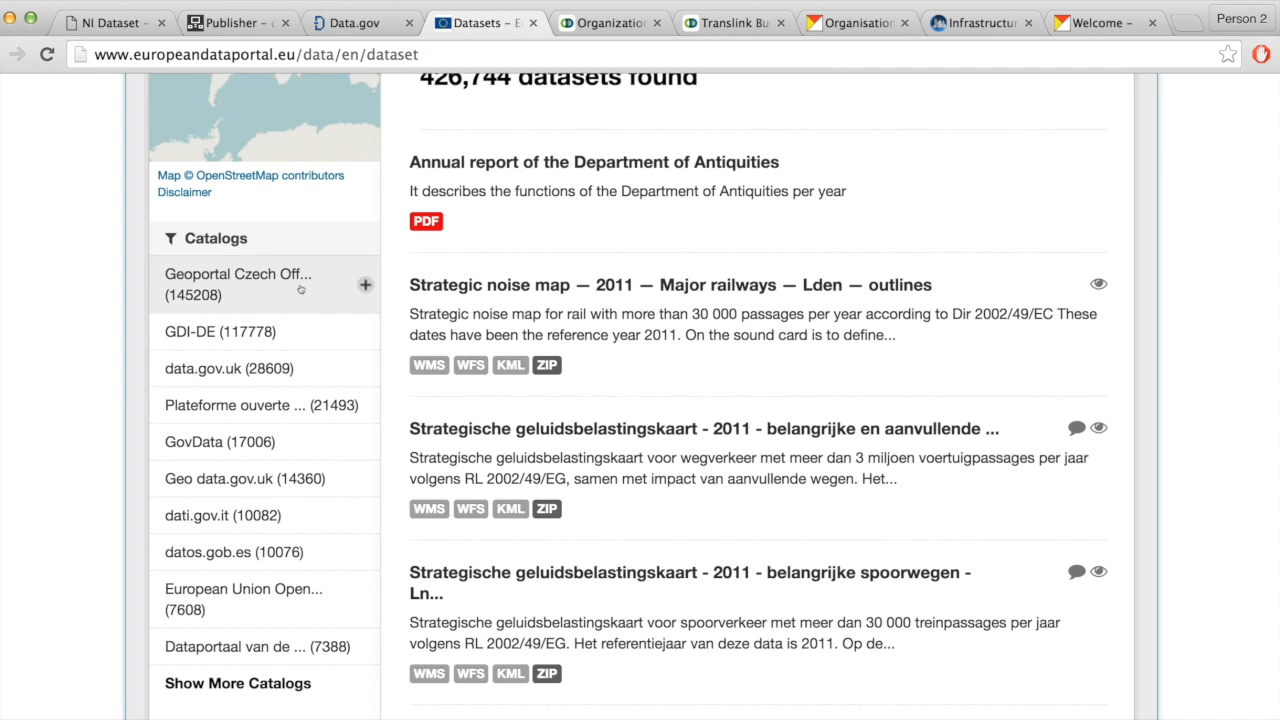 NI Dataset –
Publisher – c
Data.gov
Datasets – E
Organizatio
Translink Bu
Organisation
Infrastructur
Welcome –
Person 2
www.europeandataportal.eu/data/en/dataset
426,744 datasets found
Map © OpenStreetMap contributors
Disclaimer
Catalogs
Geoportal Czech Off...
(145208)
GDI-DE (117778)
data.gov.uk (28609)
Plateforme ouverte ... (21493)
GovData (17006)
Geo data.gov.uk (14360)
dati.gov.it (10082)
datos.gob.es (10076)
European Union Open...
(7608)
Dataportaal van de ... (7388)
Show More Catalogs
Annual report of the Department of Antiquities
It describes the functions of the Department of Antiquities per year
PDF
Strategic noise map — 2011 — Major railways — Lden — outlines
Strategic noise map for rail with more than 30 000 passages per year according to Dir 2002/49/EC These
dates have been the reference year 2011. On the sound card is to define...
WMS WFS KML ZIP
Strategische geluidsbelastingskaart - 2011 - belangrijke en aanvullende ...
Strategische geluidsbelastingskaart voor wegverkeer met meer dan 3 miljoen voertuigpassages per jaar
volgens RL 2002/49/EG, samen met impact van aanvullende wegen. Het...
WMS WFS KML ZIP
Strategische geluidsbelastingskaart - 2011 - belangrijke spoorwegen -
Ln...
Strategische geluidsbelastingskaart voor spoorverkeer met meer dan 30 000 treinpassages per jaar
volgens RL 2002/49/EG. Het referentiejaar van deze data is 2011. Op de...
WMS WFS KML ZIP